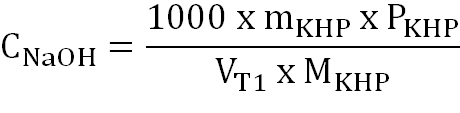 C_NaOH = (1000 x m_KHP x P_KHP) / (V_T1 x M_KHP)